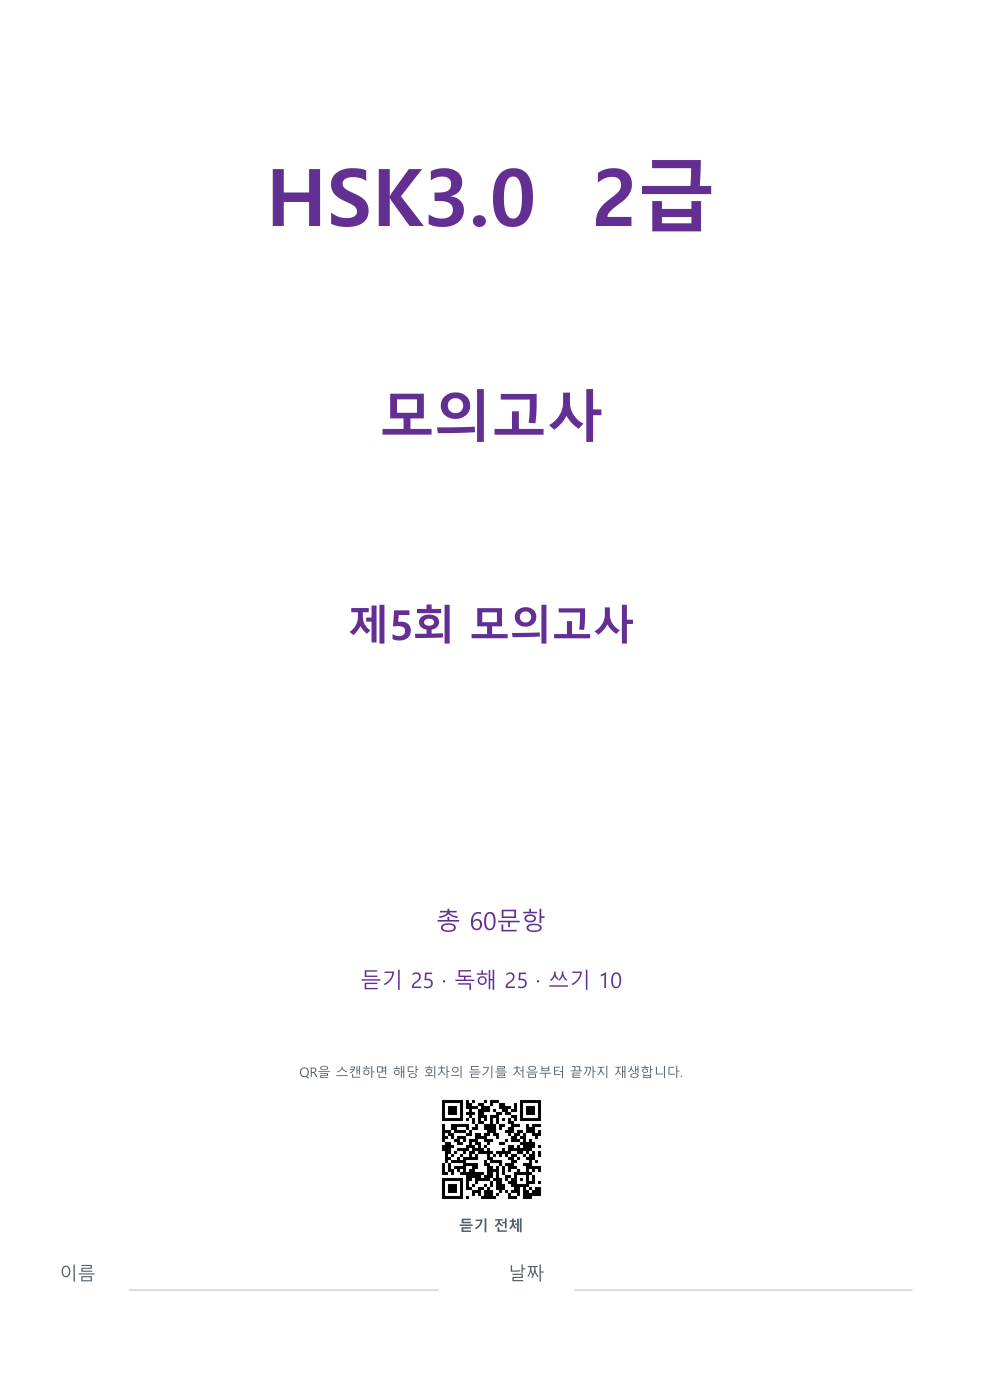 HSK3.0 2급
모의고사
제5회 모의고사
총 60문항
듣기 25 · 독해 25 · 쓰기 10
QR을 스캔하면 해당 회차의 듣기를 처음부터 끝까지 재생합니다.
듣기 전체
이름 날짜